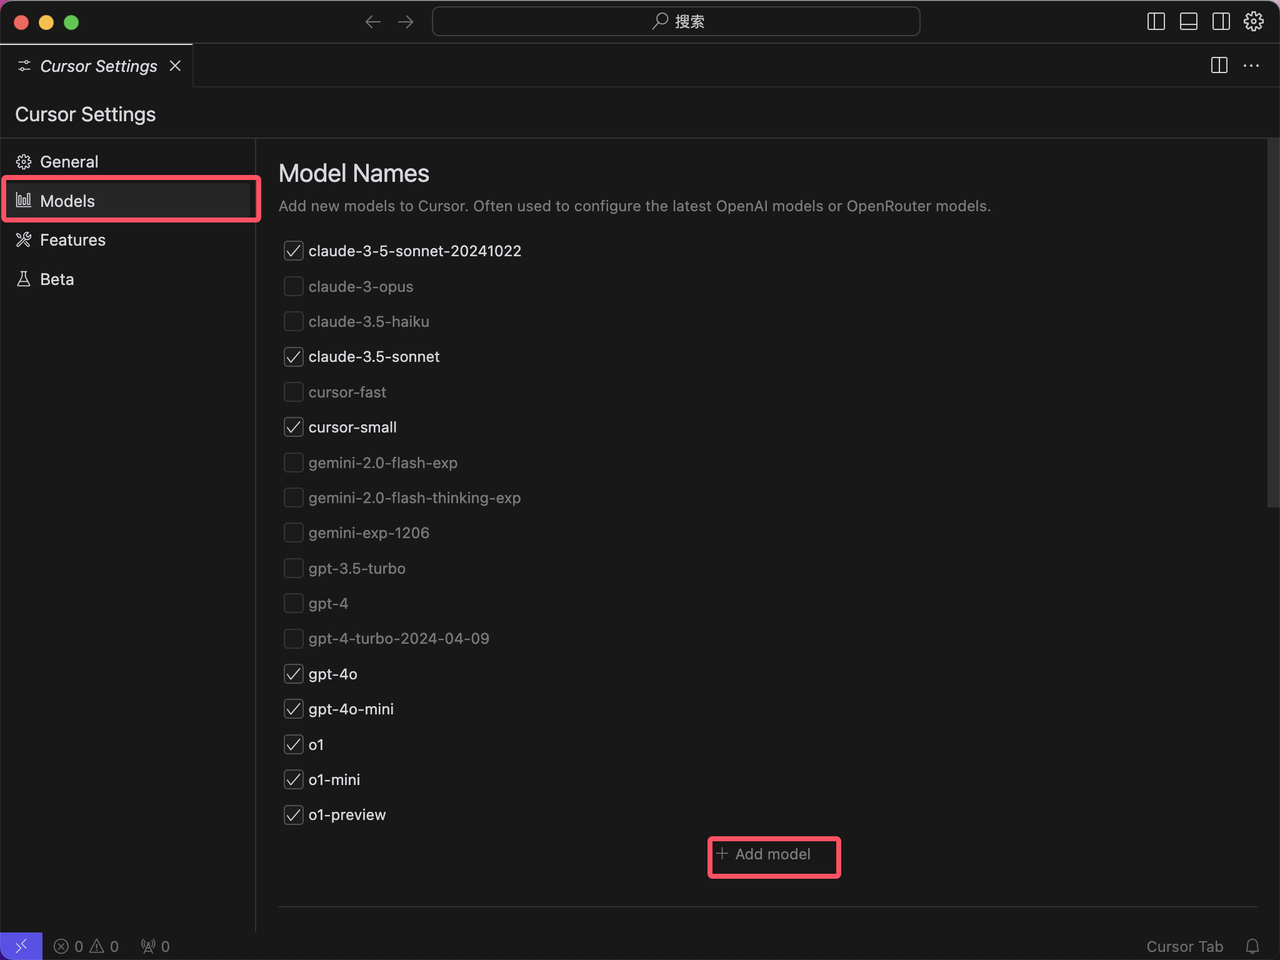 搜索
Cursor Settings
Cursor Settings
General
Models
Features
Beta
Model Names
Add new models to Cursor. Often used to configure the latest OpenAI models or OpenRouter models.
claude-3-5-sonnet-20241022
claude-3-opus
claude-3.5-haiku
claude-3.5-sonnet
cursor-fast
cursor-small
gemini-2.0-flash-exp
gemini-2.0-flash-thinking-exp
gemini-exp-1206
gpt-3.5-turbo
gpt-4
gpt-4-turbo-2024-04-09
gpt-4o
gpt-4o-mini
o1
o1-mini
o1-preview
+ Add model
0 0 0 Cursor Tab